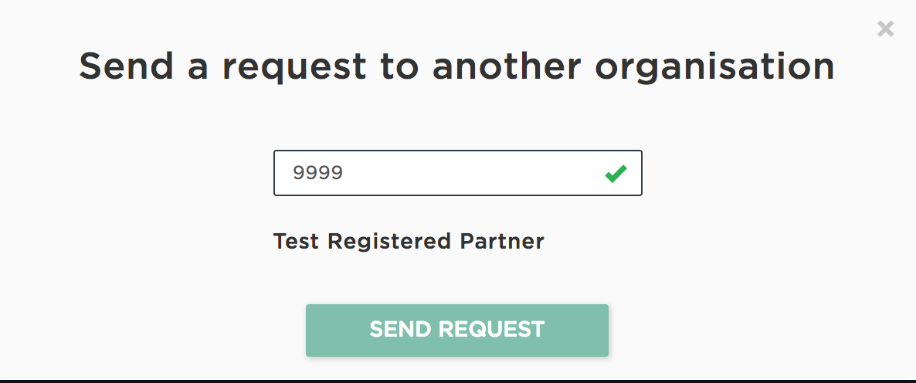 Send a request to another organisation
9999
Test Registered Partner
SEND REQUEST